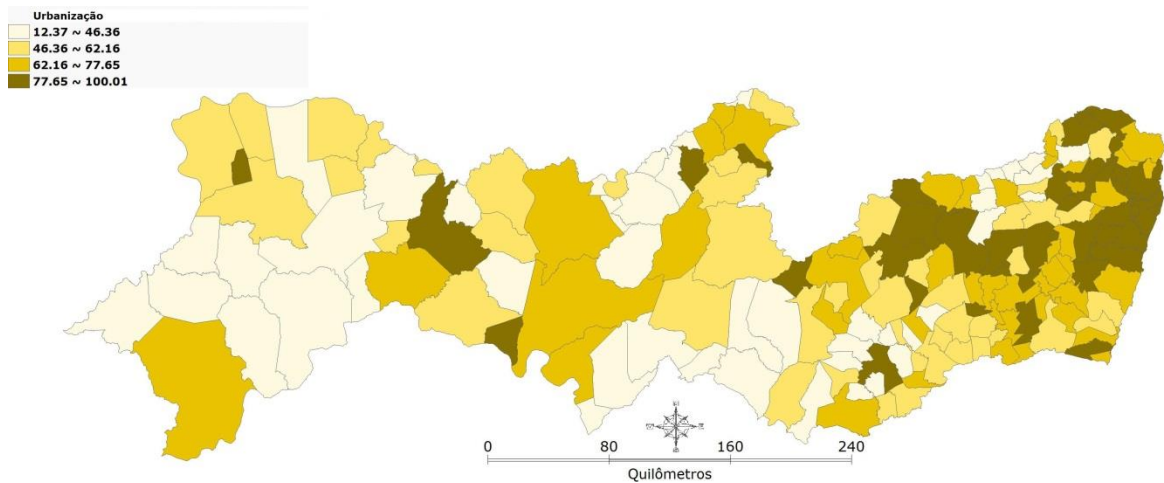 Urbanização
12.37 ~ 46.36
46.36 ~ 62.16
62.16 ~ 77.65
77.65 ~ 100.01
0 80 160 240
Quilômetros